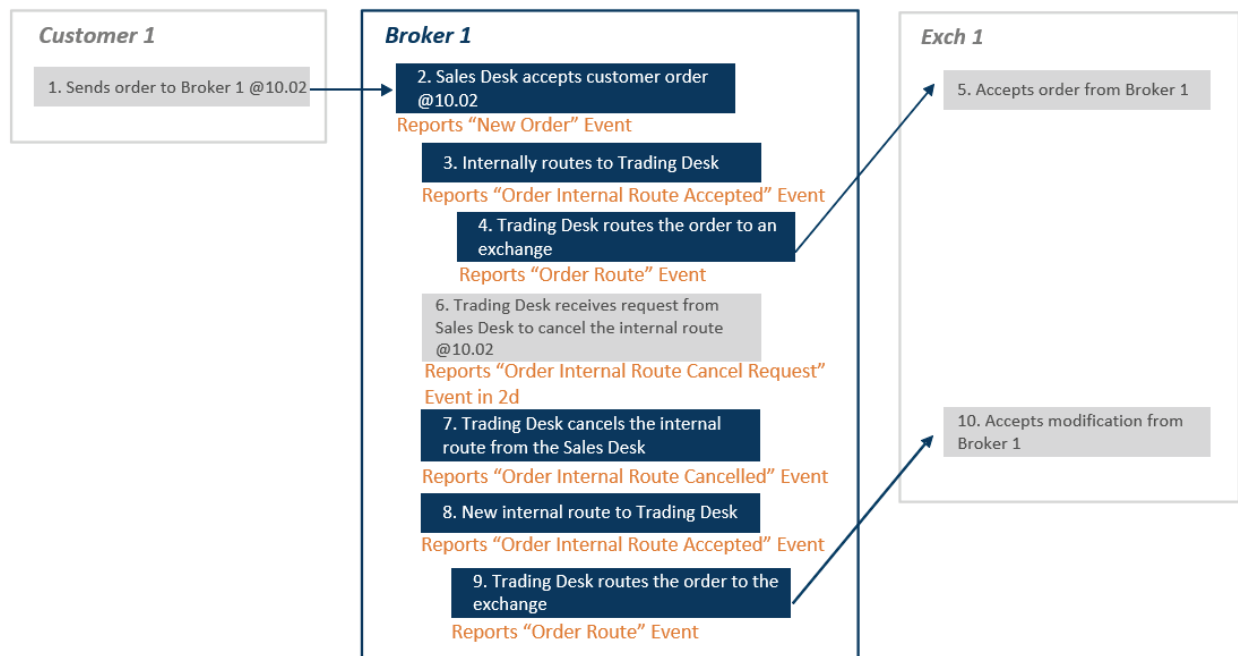 Customer 1
1. Sends order to Broker 1 @10.02
Broker 1
2. Sales Desk accepts customer order
@10.02
Reports “New Order” Event
3. Internally routes to Trading Desk
Reports “Order Internal Route Accepted” Event
4. Trading Desk routes the order to an
exchange
Reports “Order Route” Event
6. Trading Desk receives request from
Sales Desk to cancel the internal route
@10.02
Reports “Order Internal Route Cancel Request”
Event in 2d
7. Trading Desk cancels the internal
route from the Sales Desk
Reports “Order Internal Route Cancelled” Event
8. New internal route to Trading Desk
Reports “Order Internal Route Accepted” Event
9. Trading Desk routes the order to the
exchange
Reports “Order Route” Event
Exch 1
5. Accepts order from Broker 1
10. Accepts modification from
Broker 1